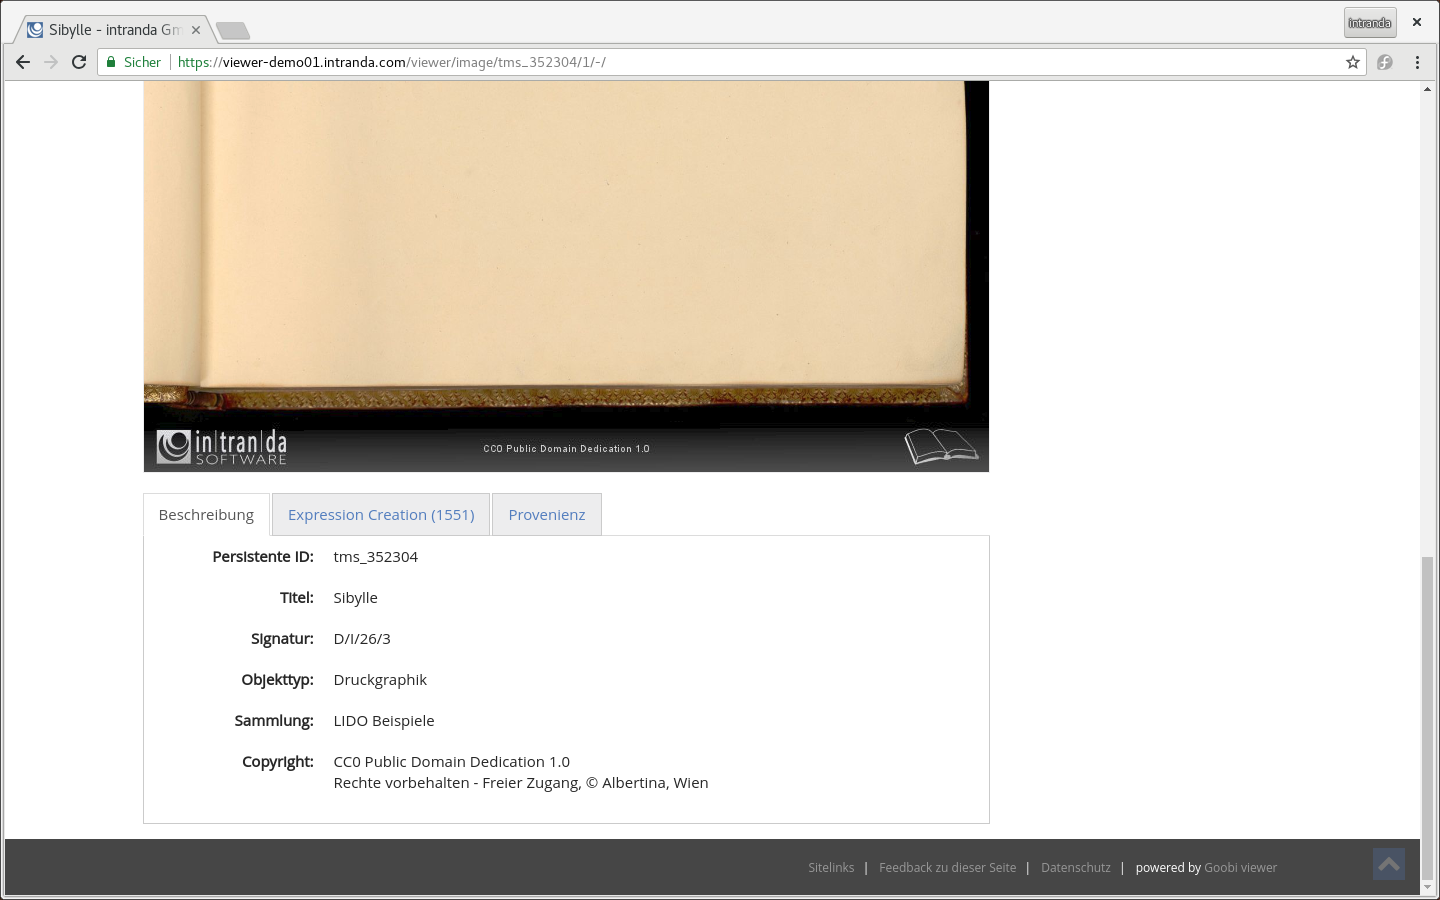 Sibylle - intranda Gm
intranda
Sicher
https://viewer-demo01.intranda.com/viewer/image/tms_352304/1/-/
in|tran|da
SOFTWARE
CC0 Public Domain Dedication 1.0
Beschreibung
Expression Creation (1551)
Provenienz
Persistente ID: tms_352304
Titel: Sibylle
Signatur: D/I/26/3
Objekttyp: Druckgraphik
Sammlung: LIDO Beispiele
Copyright: CC0 Public Domain Dedication 1.0
Rechte vorbehalten - Freier Zugang, © Albertina, Wien
Sitelinks | Feedback zu dieser Seite | Datenschutz | powered by Goobi viewer